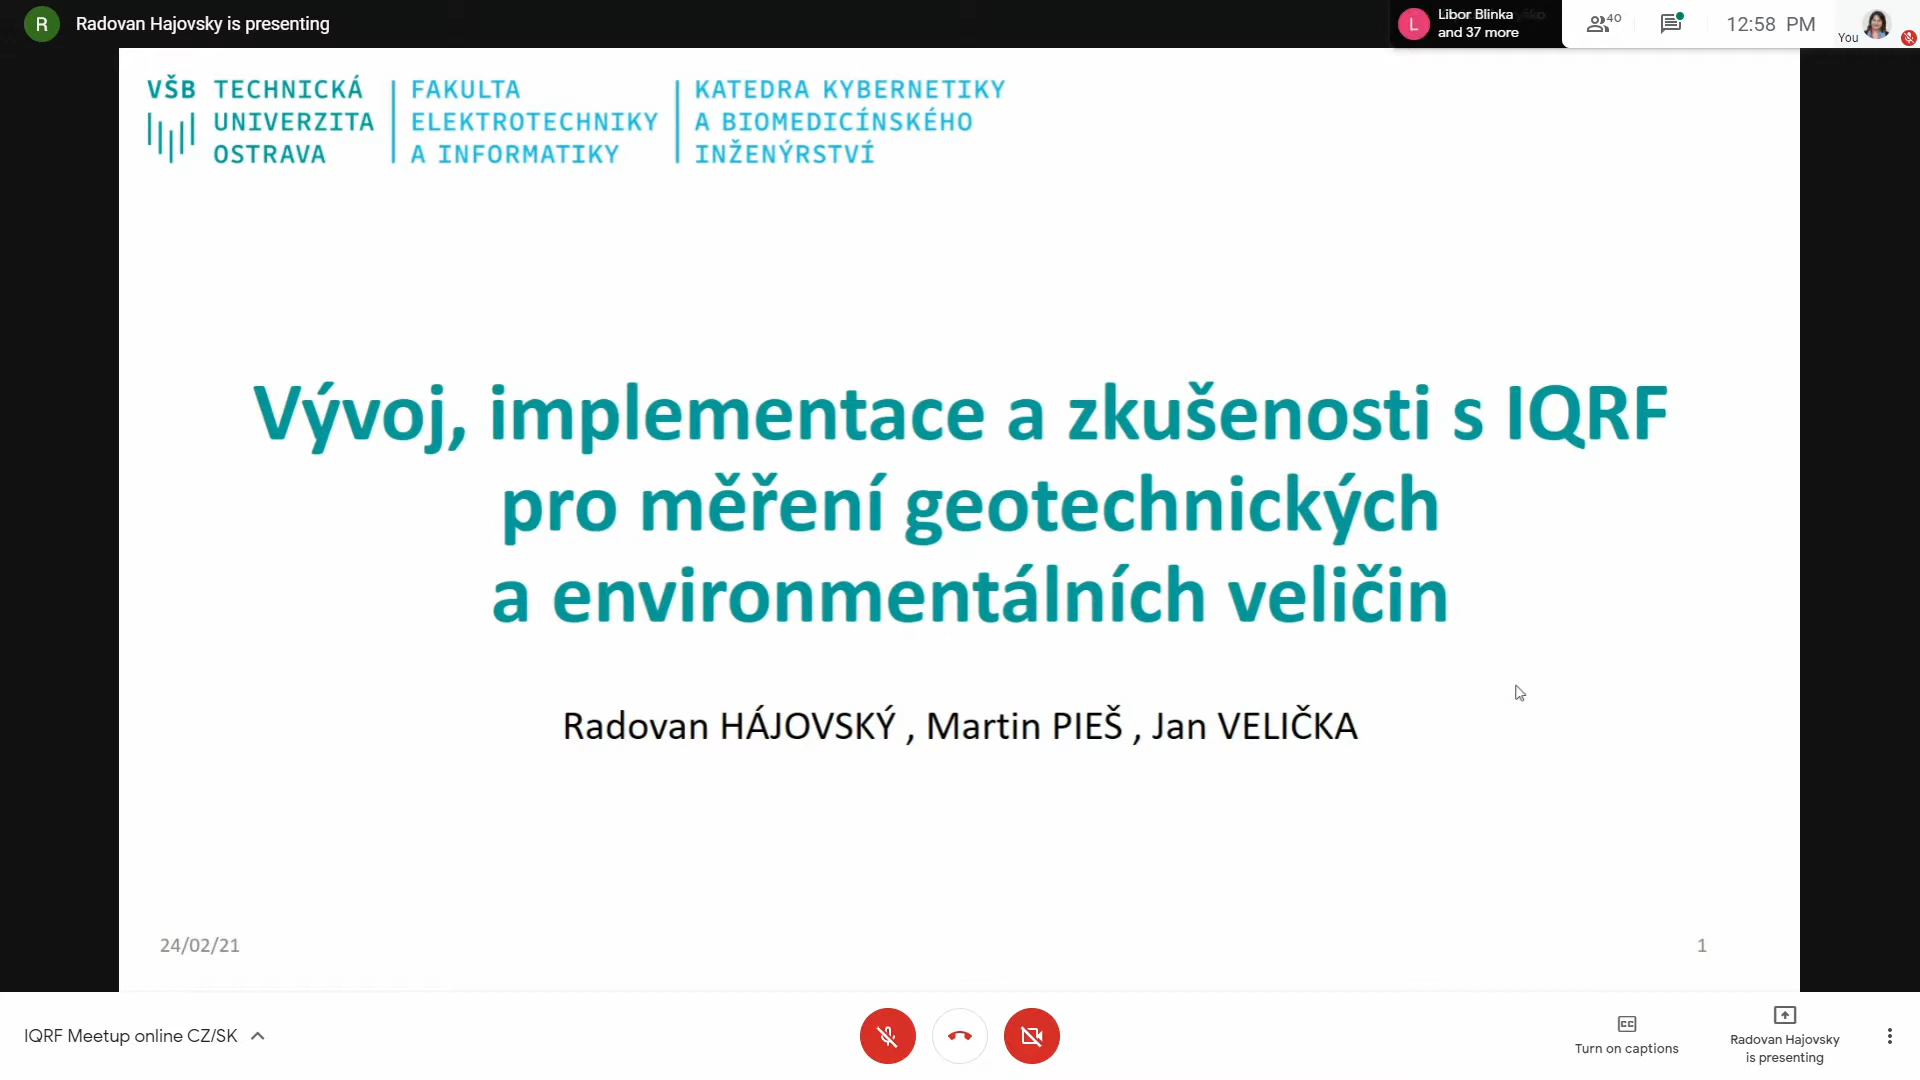 R Radovan Hajovsky is presenting
L Libor Blinka
and 37 more
40
12:58 PM
You
VŠB TECHNICKÁ
UNIVERZITA
OSTRAVA
FAKULTA
ELEKTROTECHNIKY
A INFORMATIKY
KATEDRA KYBERNETIKY
A BIOMEDICÍNSKÉHO
INŽENÝRSTVÍ
Vývoj, implementace a zkušenosti s IQRF
pro měření geotechnických
a environmentálních veličin
Radovan HÁJOVSKÝ , Martin PIEŠ , Jan VELIČKA
24/02/21
1
IQRF Meetup online CZ/SK
CC
Turn on captions
Radovan Hajovsky
is presenting